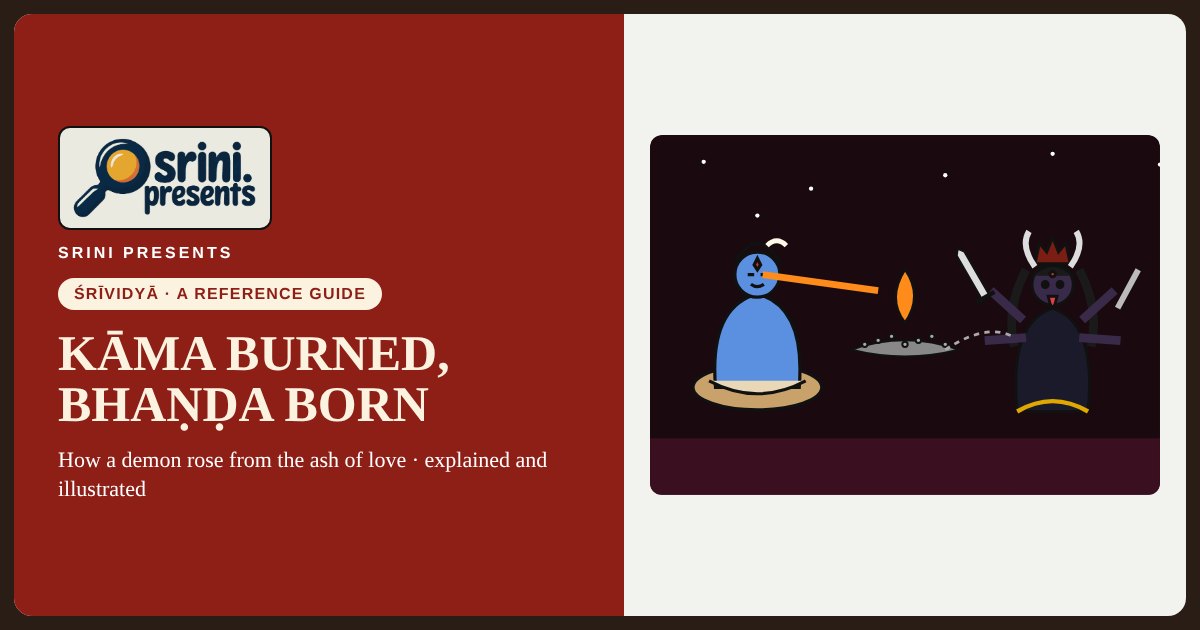 srini.
presents
SRINI PRESENTS
ŚRĪVIDYĀ · A REFERENCE GUIDE
KĀMA BURNED,
BHAṆḌA BORN
How a demon rose from the ash of love · explained and
illustrated